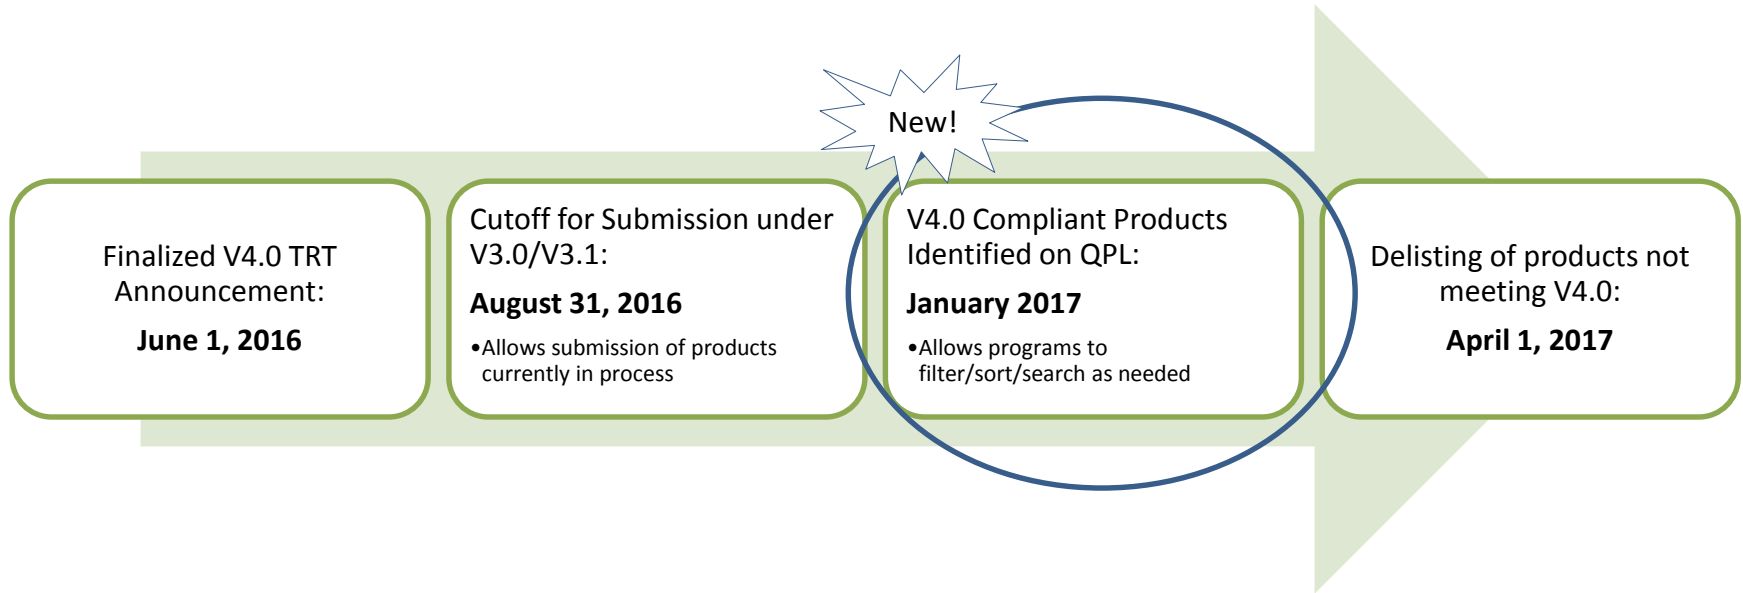 New!
Finalized V4.0 TRT
Announcement:
June 1, 2016
Cutoff for Submission under
V3.0/V3.1:
August 31, 2016
•Allows submission of products
currently in process
V4.0 Compliant Products
Identified on QPL:
January 2017
•Allows programs to
filter/sort/search as needed
Delisting of products not
meeting V4.0:
April 1, 2017